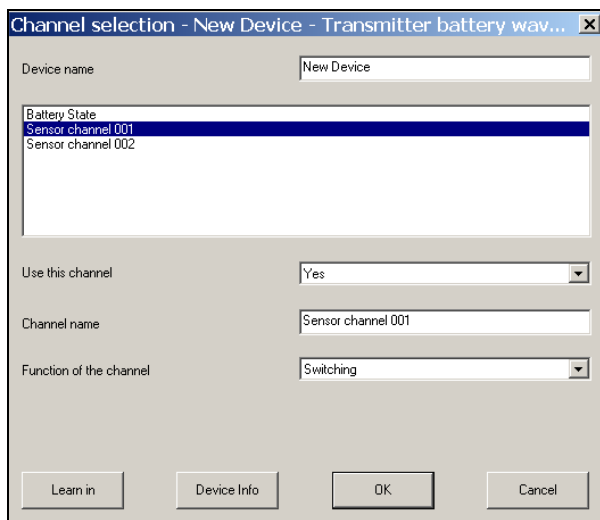 Channel selection - New Device - Transmitter battery wav...
Device name New Device
Battery State
Sensor channel 001
Sensor channel 002
Use this channel Yes
Channel name Sensor channel 001
Function of the channel Switching
Learn in Device Info OK Cancel